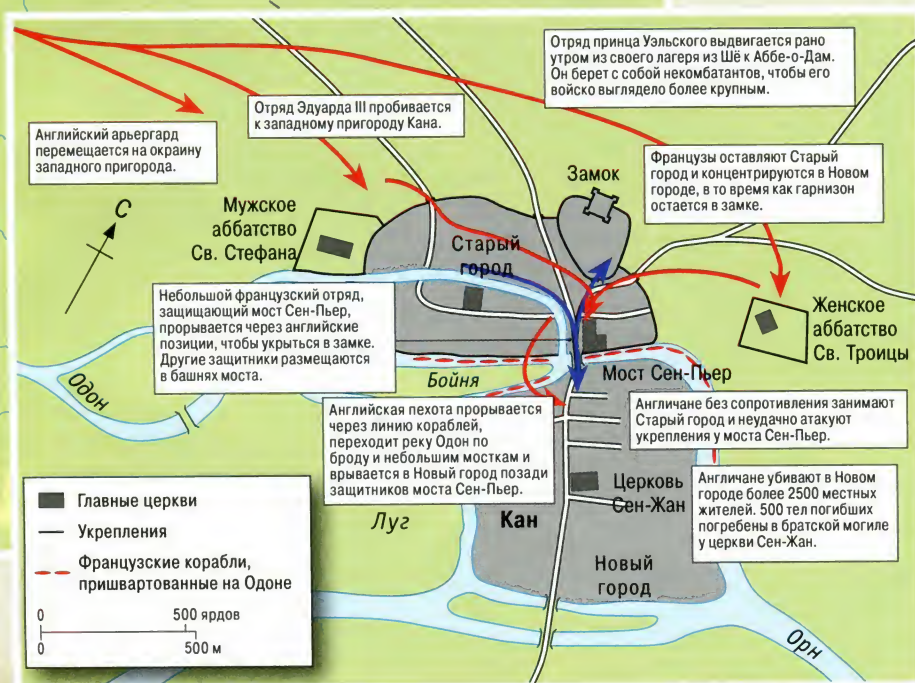 Отряд принца Уэльского выдвигается рано
утром из своего лагеря из Шё к Аббе-о-Дам.
Он берет с собой некомбатантов, чтобы его
войско выглядело более крупным.
Отряд Эдуарда III пробивается
к западному пригороду Кана.
Английский арьергард
перемещается на окраину
западного пригорода.
Французы оставляют Старый
город и концентрируются в Новом
городе, в то время как гарнизон
остается в замке.
Замок
С
Мужское
аббатство
Св. Стефана
Старый
город
Небольшой французский отряд,
защищающий мост Сен-Пьер,
прорывается через английские
позиции, чтобы укрыться в замке.
Другие защитники размещаются
в башнях моста.
Женское
аббатство
Св. Троицы
Одон
Бойня
Мост Сен-Пьер
Английская пехота прорывается
через линию кораблей,
переходит реку Одон по
броду и небольшим мосткам и
врывается в Новый город позади
защитников моста Сен-Пьер.
Англичане без сопротивления занимают
Старый город и неудачно атакуют
укрепления у моста Сен-Пьер.
Церковь
Сен-Жан
Англичане убивают в Новом
городе более 2500 местных
жителей. 500 тел погибших
погребены в братской могиле
у церкви Сен-Жан.
Луг
Кан
Новый
город
Орн
Главные церкви
Укрепления
Французские корабли,
пришвартованные на Одоне
0 500 ярдов
0 500 м